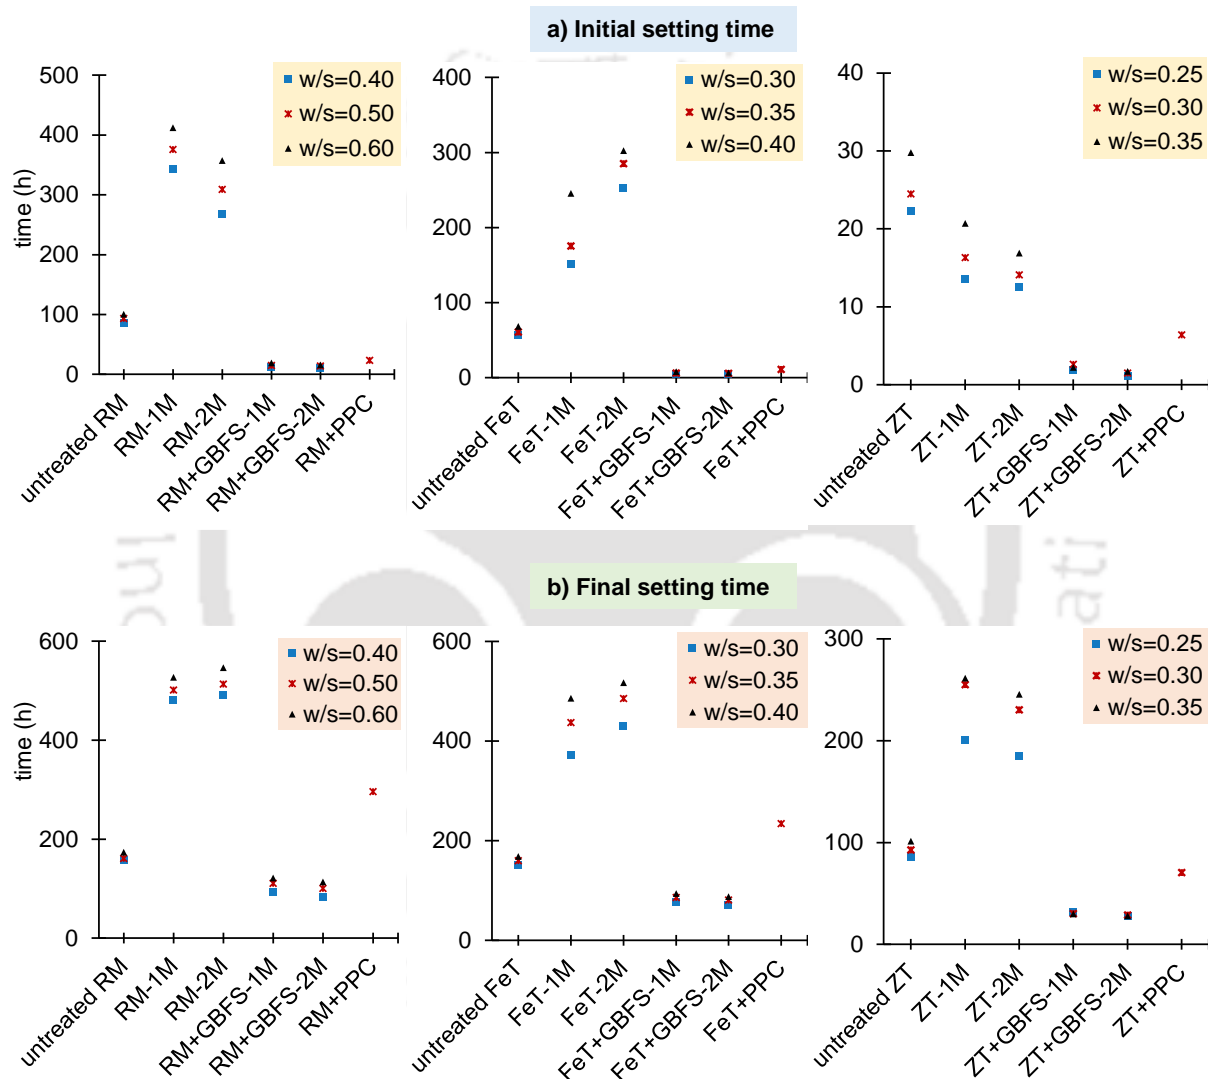 a) Initial setting time
time (h)
500
400
300
200
100
0
w/s=0.40
w/s=0.50
w/s=0.60
untreated RM
RM-1M
RM-2M
RM+GBFS-1M
RM+GBFS-2M
RM+PPC
400
300
200
100
0
w/s=0.30
w/s=0.35
w/s=0.40
untreated FeT
FeT-1M
FeT-2M
FeT+GBFS-1M
FeT+GBFS-2M
FeT+PPC
40
30
20
10
0
w/s=0.25
w/s=0.30
w/s=0.35
untreated ZT
ZT-1M
ZT-2M
ZT+GBFS-1M
ZT+GBFS-2M
ZT+PPC
b) Final setting time
time (h)
600
400
200
0
w/s=0.40
w/s=0.50
w/s=0.60
untreated RM
RM-1M
RM-2M
RM+GBFS-1M
RM+GBFS-2M
RM+PPC
600
400
200
0
w/s=0.30
w/s=0.35
w/s=0.40
untreated FeT
FeT-1M
FeT-2M
FeT+GBFS-1M
FeT+GBFS-2M
FeT+PPC
300
200
100
0
w/s=0.25
w/s=0.30
w/s=0.35
untreated ZT
ZT-1M
ZT-2M
ZT+GBFS-1M
ZT+GBFS-2M
ZT+PPC
ati